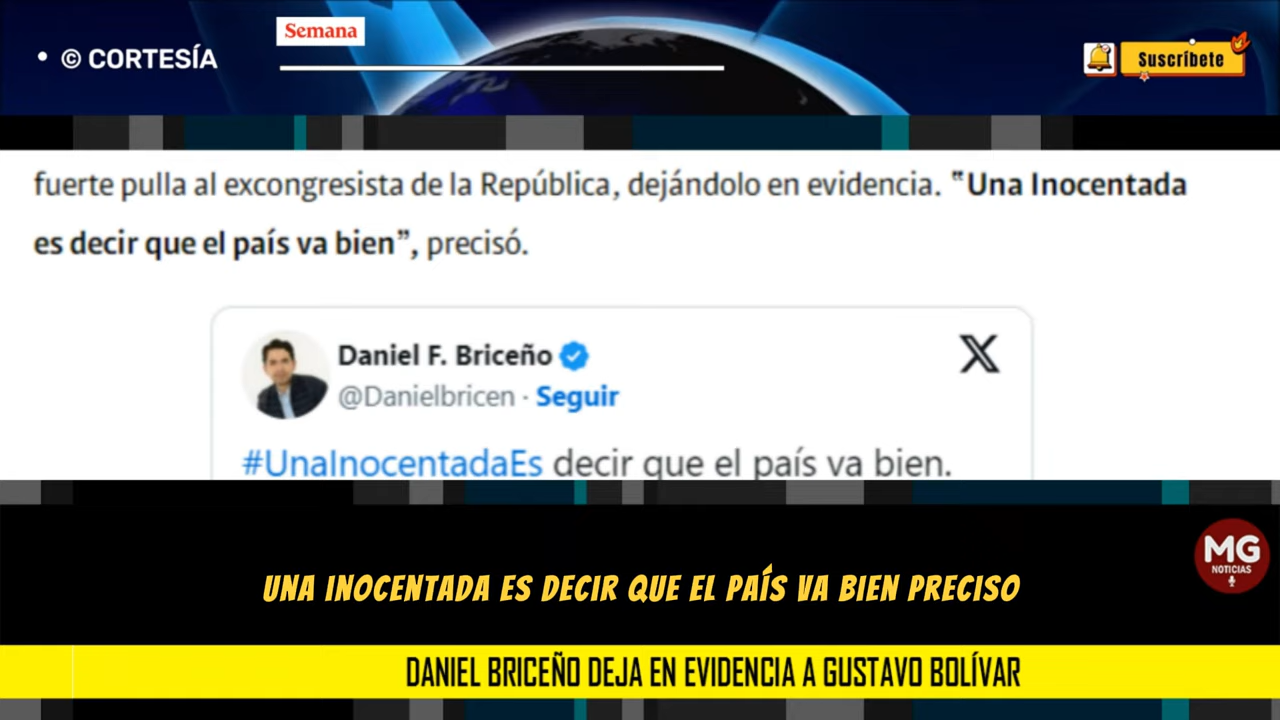 Semana
• © CORTESÍA
Suscríbete
fuerte pulla al excongresista de la República, dejándolo en evidencia. “Una Inocentada
es decir que el país va bien”, precisó.
Daniel F. Briceño
X
@Danielbricen · Seguir
#UnaInocentadaEs decir que el país va bien.
MG
NOTICIAS
UNA INOCENTADA ES DECIR QUE EL PAÍS VA BIEN PRECISO
DANIEL BRICEÑO DEJA EN EVIDENCIA A GUSTAVO BOLÍVAR